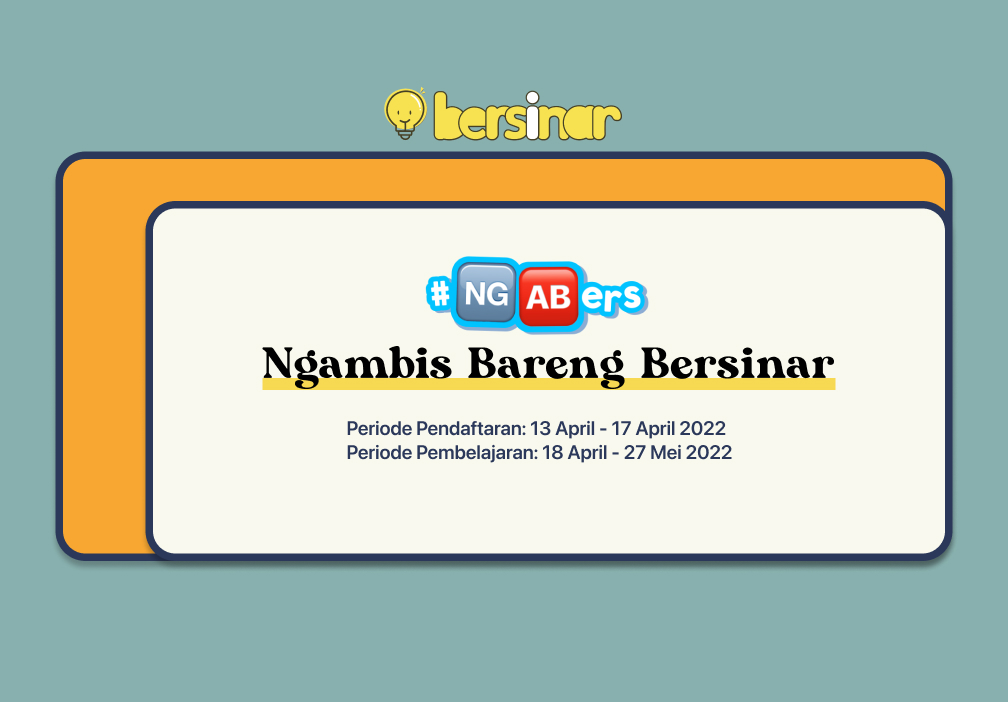 bersinar
#NGABers
Ngambis Bareng Bersinar
Periode Pendaftaran: 13 April - 17 April 2022
Periode Pembelajaran: 18 April - 27 Mei 2022